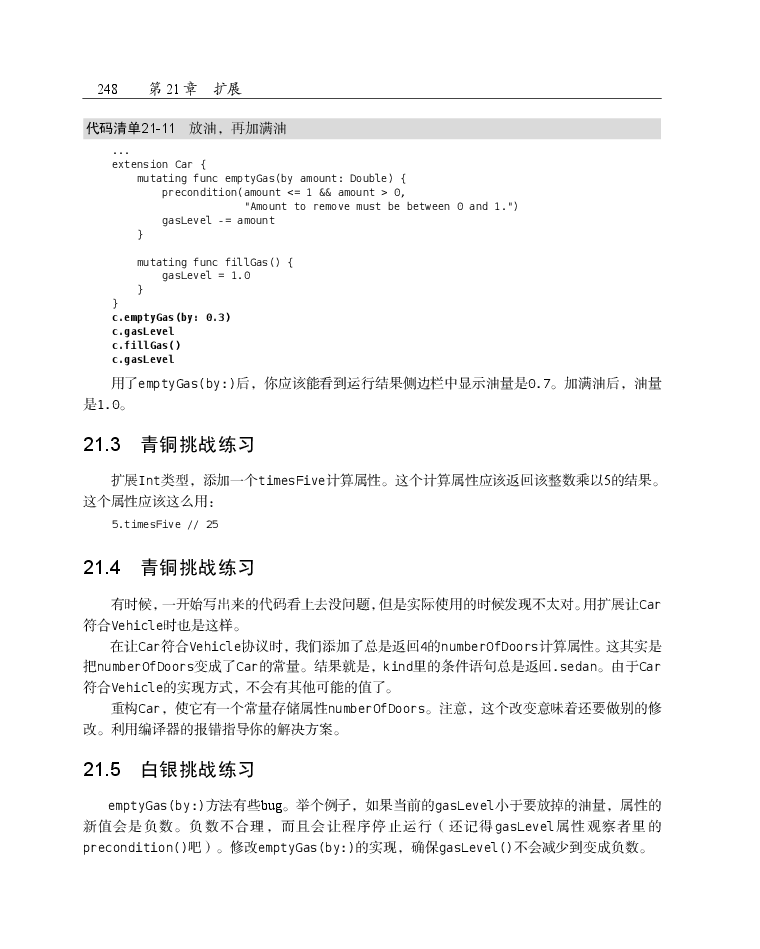 248 第 21 章 扩展
代码清单21-11 放油，再加满油
...
extension Car {
    mutating func emptyGas(by amount: Double) {
        precondition(amount <= 1 && amount > 0,
                     "Amount to remove must be between 0 and 1.")
        gasLevel -= amount
    }
    mutating func fillGas() {
        gasLevel = 1.0
    }
}
c.emptyGas(by: 0.3)
c.gasLevel
c.fillGas()
c.gasLevel
用了emptyGas(by:)后，你应该能看到运行结果侧边栏中显示油量是0.7。加满油后，油量
是1.0。
21.3 青铜挑战练习
扩展Int类型，添加一个timesFive计算属性。这个计算属性应该返回该整数乘以5的结果。
这个属性应该这么用：
5.timesFive // 25
21.4 青铜挑战练习
有时候，一开始写出来的代码看上去没问题，但是实际使用的时候发现不太对。用扩展让Car
符合Vehicle时也是这样。
在让Car符合Vehicle协议时，我们添加了总是返回4的numberOfDoors计算属性。这其实是
把numberOfDoors变成了Car的常量。结果就是，kind里的条件语句总是返回.sedan。由于Car
符合Vehicle的实现方式，不会有其他可能的值了。
重构Car，使它有一个常量存储属性numberOfDoors。注意，这个改变意味着还要做别的修
改。利用编译器的报错指导你的解决方案。
21.5 白银挑战练习
emptyGas(by:)方法有些bug。举个例子，如果当前的gasLevel小于要放掉的油量，属性的
新值会是负数。负数不合理，而且会让程序停止运行（还记得gasLevel属性观察者里的
precondition()吧）。修改emptyGas(by:)的实现，确保gasLevel()不会减少到变成负数。